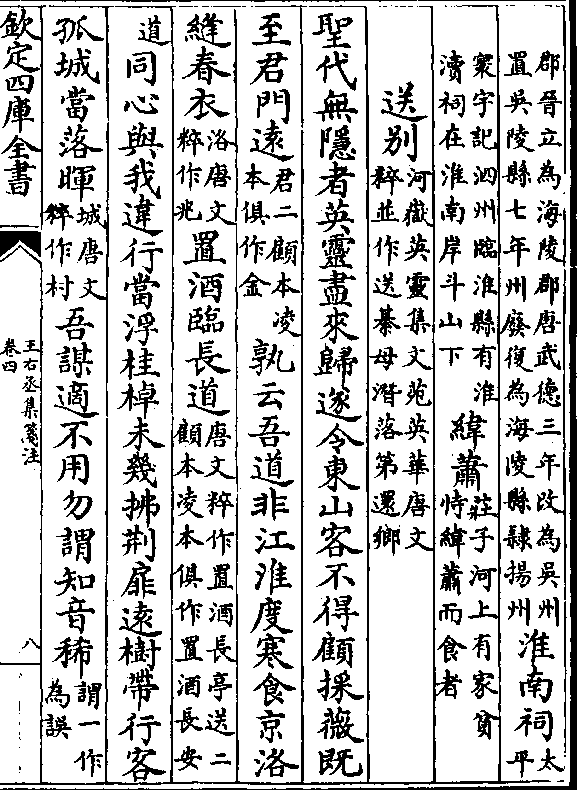 郡晉立為海陵郡唐武德三年改為吳州置吳陵縣七年州廢復為海陵縣隸揚州淮南祠太平
寰宇記泗州臨淮縣有淮瀆祠在淮南岸斗山下緯蕭莊子河上有家貧恃緯蕭而食者
送別河嶽英靈集文苑英華唐文粹並作送綦母潛落第還鄉
聖代無隱者英靈盡來歸遂令東山客不得顧採薇既
至君門遠君二顧本凌本俱作金孰云吾道非江淮度寒食京洛
縫春衣洛唐文粹作兆置酒臨長道唐文粹作置酒長亭送二顧本凌本俱作置酒長安
道同心與我違行當浮桂棹未幾拂荆扉遠樹帶行客
孤城當落暉城唐文粹作村吾謀適不用勿謂知音稀謂一作為誤
欽定四庫全書
王右丞集箋注
卷四
八